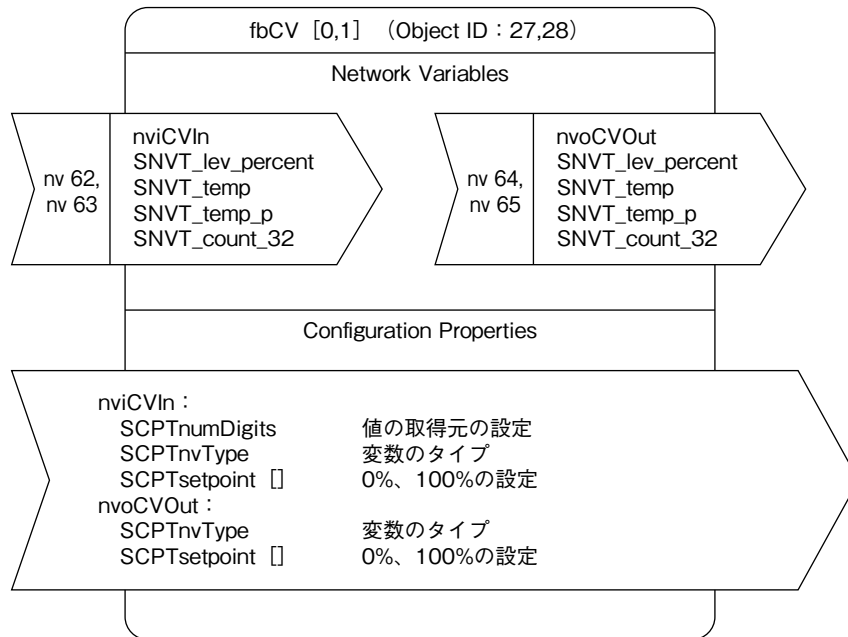 fbCV［0,1］（Object ID：27,28）
Network Variables
nv 62,
nv 63
nviCVIn
SNVT_lev_percent
SNVT_temp
SNVT_temp_p
SNVT_count_32
nv 64,
nv 65
nvoCVOut
SNVT_lev_percent
SNVT_temp
SNVT_temp_p
SNVT_count_32
Configuration Properties
nviCVIn：
SCPTnumDigits 値の取得元の設定
SCPTnvType 変数のタイプ
SCPTsetpoint［］ 0%、100%の設定
nvoCVOut：
SCPTnvType 変数のタイプ
SCPTsetpoint［］ 0%、100%の設定